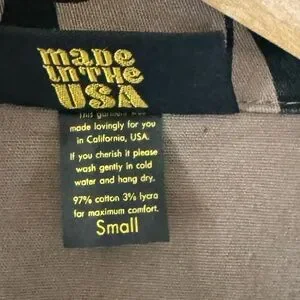 made
in the
USA
This garment was
made lovingly for you
in California, USA.
If you cherish it please
wash gently in cold
water and hang dry.
97% cotton 3% lycra
for maximum comfort.
Small